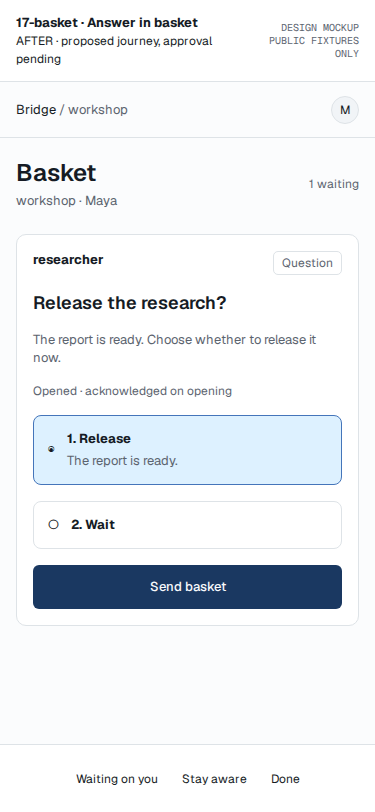 17-basket · Answer in basket
AFTER · proposed journey, approval
pending
DESIGN MOCKUP
PUBLIC FIXTURES
ONLY
Bridge / workshop
M
Basket
workshop · Maya
1 waiting
researcher
Question
Release the research?
The report is ready. Choose whether to release it
now.
Opened · acknowledged on opening
1. Release
The report is ready.
2. Wait
Send basket
Waiting on you
Stay aware
Done